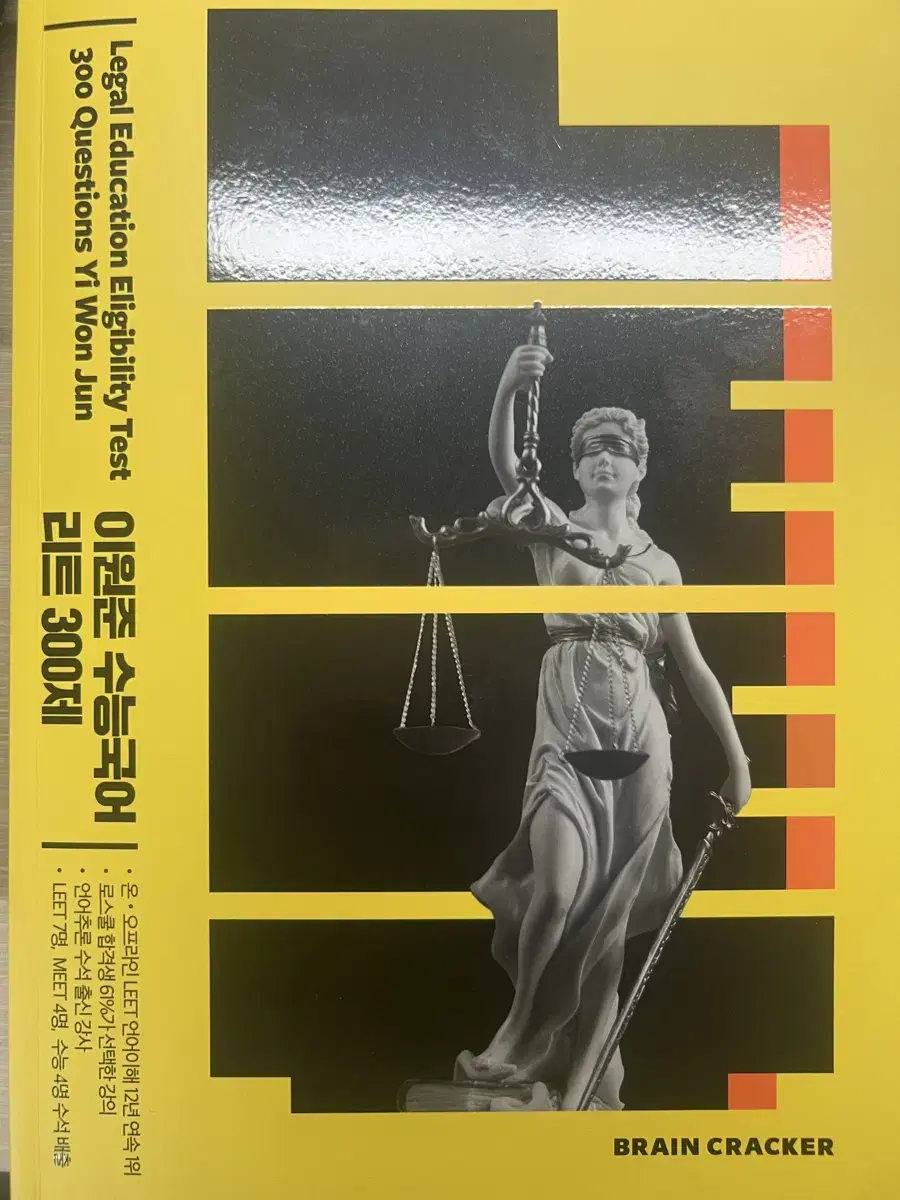 Legal Education Eligibility Test
300 Questions Yi Won Jun
이원준 수능국어
리트 300제
• 온 • 오프라인 LEET 언어이해 12년 연속 1위
• 로스쿨 합격생 61%가 선택한 강의
• 언어추론 수석 출신 강사
• LEET 7명, MEET 4명, 수능 4명 수석 배출
BRAIN CRACKER